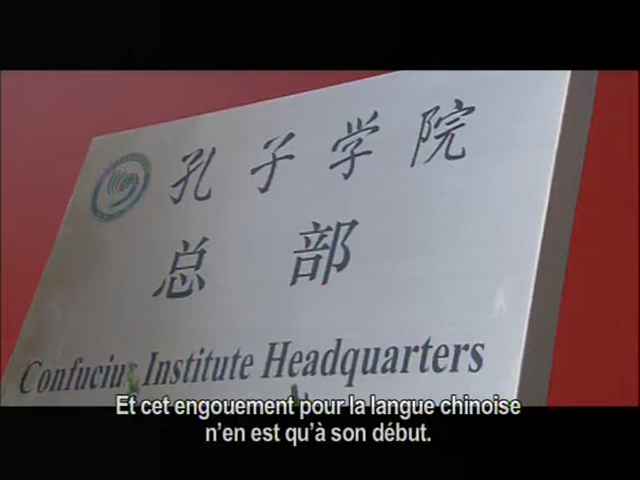 孔子学院
总部
Confucius Institute Headquarters
Et cet engouement pour la langue chinoise
n'en est qu'à son début.